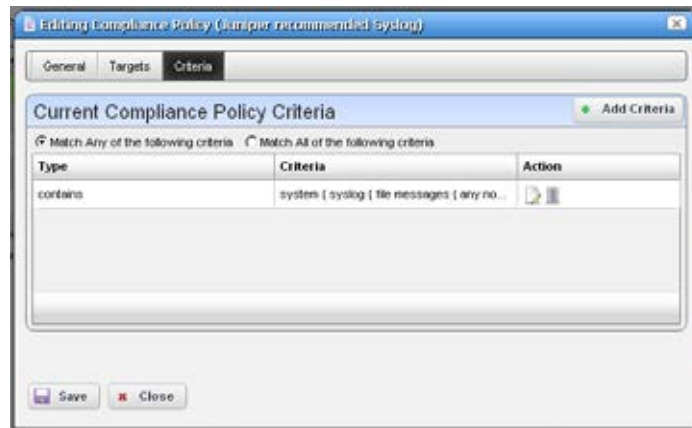 Editing Compliance Policy (Juniper recommended Syslog)
General Targets Criteria
Current Compliance Policy Criteria
Add Criteria
Match Any of the following criteria Match All of the following criteria
Type Criteria Action
contains system { syslog { file messages { any no...
Save Close